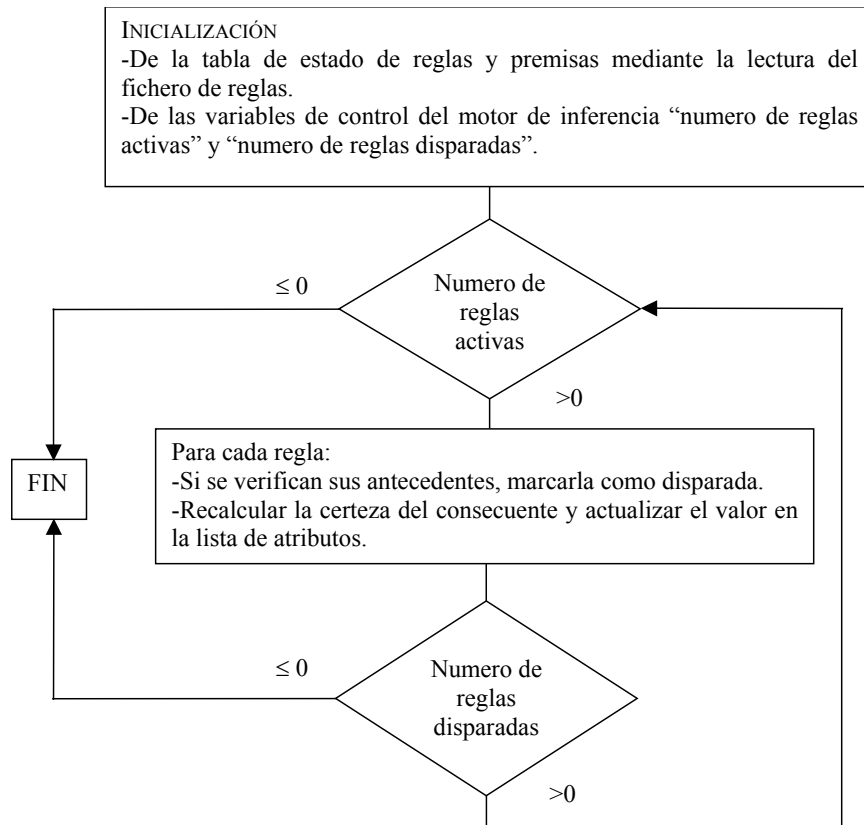 INICIALIZACIÓN
-De la tabla de estado de reglas y premisas mediante la lectura del
fichero de reglas.
-De las variables de control del motor de inferencia “numero de reglas
activas” y “numero de reglas disparadas”.
≤ 0
Numero de
reglas
activas
>0
Para cada regla:
-Si se verifican sus antecedentes, marcarla como disparada.
-Recalcular la certeza del consecuente y actualizar el valor en
la lista de atributos.
FIN
≤ 0
Numero de
reglas
disparadas
>0